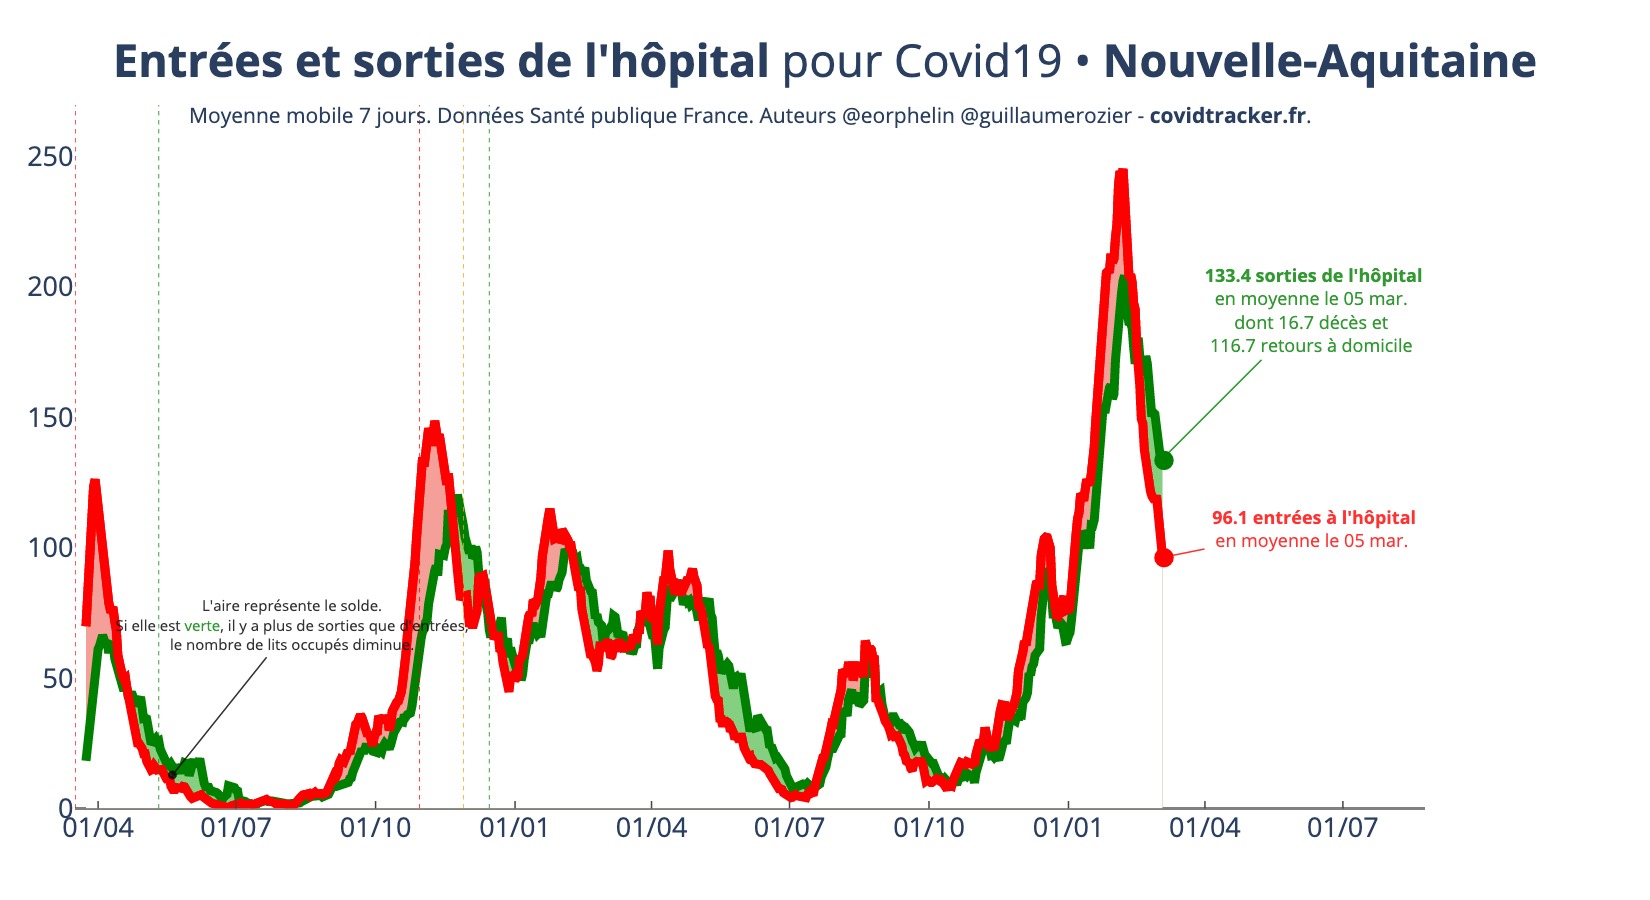 Entrées et sorties de l'hôpital pour Covid19 • Nouvelle-Aquitaine
Moyenne mobile 7 jours. Données Santé publique France. Auteurs @eorphelin @guillaumerozier - covidtracker.fr.
250
200
150
100
50
0
133.4 sorties de l'hôpital
en moyenne le 05 mar.
dont 16.7 décès et
116.7 retours à domicile
96.1 entrées à l'hôpital
en moyenne le 05 mar.
L'aire représente le solde.
Si elle est verte, il y a plus de sorties que d'entrées,
le nombre de lits occupés diminue.
01/04 01/07 01/10 01/01 01/04 01/07 01/10 01/01 01/04 01/07